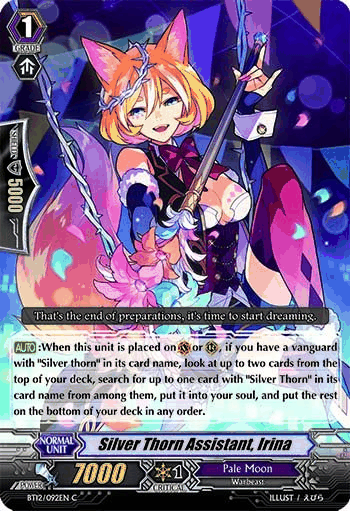 1
GRADE
SHIELD
5000
That's the end of preparations, it's time to start dreaming.
AUTO :When this unit is placed on V or R, if you have a vanguard
with "Silver thorn" in its card name, look at up to two cards from the
top of your deck, search for up to one card with "Silver Thorn" in its
card name from among them, put it into your soul, and put the rest
on the bottom of your deck in any order.
NORMAL
UNIT
Silver Thorn Assistant, Irina
POWER
7000
1
CRITICAL
Pale Moon
Warbeast
BT12/092EN C
ILLUST / えびら